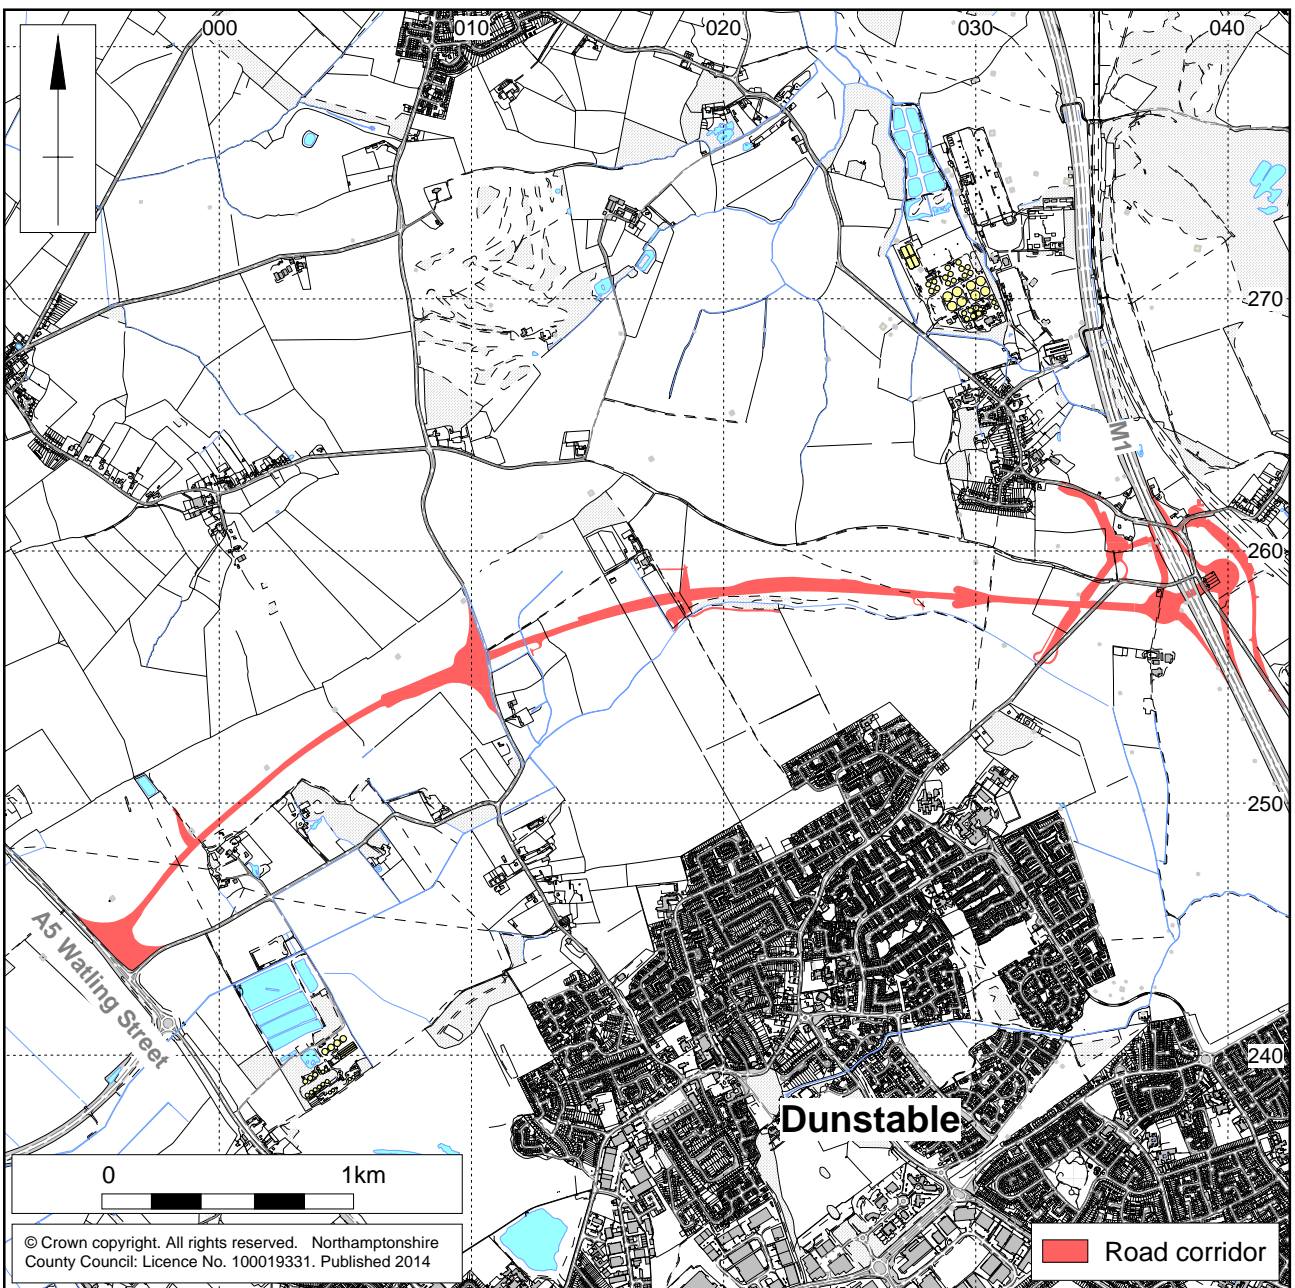 000
010
020
030
040
270
M1
260
250
A5 Watling Street
240
Dunstable
0 1km
© Crown copyright. All rights reserved. Northamptonshire
County Council: Licence No. 100019331. Published 2014
Road corridor